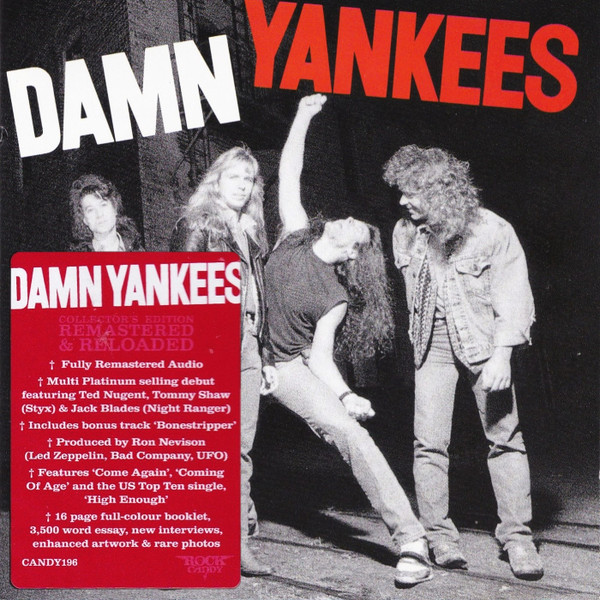 DAMN YANKEES
DAMN YANKEES
COLLECTOR'S EDITION
REMASTERED
& RELOADED
† Fully Remastered Audio
† Multi Platinum selling debut
featuring Ted Nugent, Tommy Shaw
(Styx) & Jack Blades (Night Ranger)
† Includes bonus track ‘Bonestripper’
† Produced by Ron Nevison
(Led Zeppelin, Bad Company, UFO)
† Features ‘Come Again’, ‘Coming
Of Age’ and the US Top Ten single,
‘High Enough’
† 16 page full-colour booklet,
3,500 word essay, new interviews,
enhanced artwork & rare photos
CANDY196
ROCK
CANDY